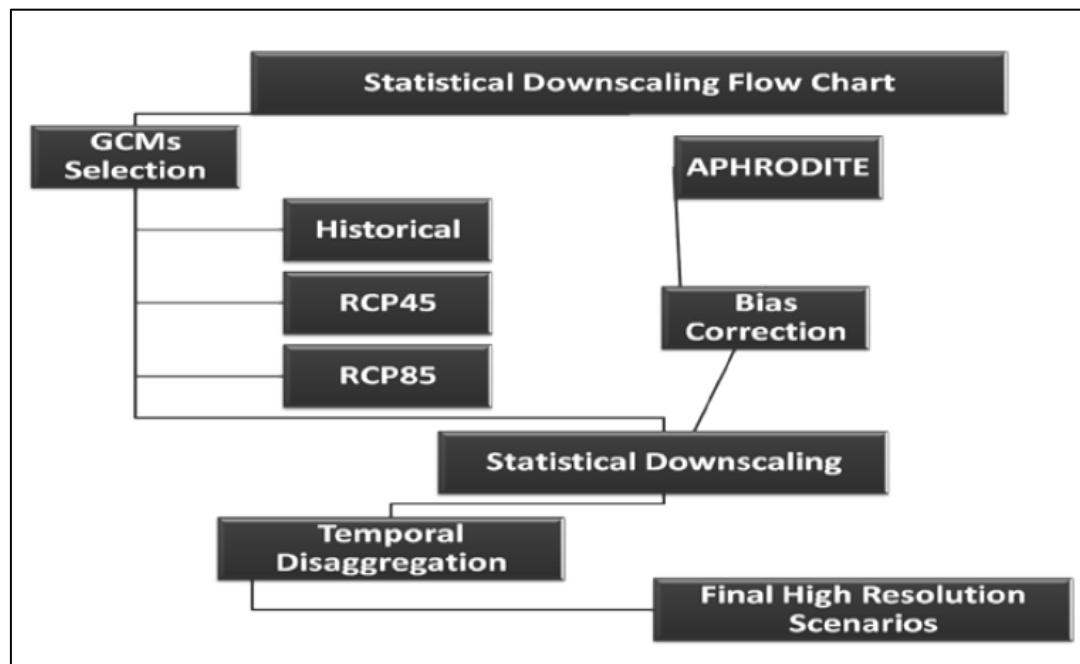 Statistical Downscaling Flow Chart
GCMs
Selection
APHRODITE
Historical
RCP45
Bias
Correction
RCP85
Statistical Downscaling
Temporal
Disaggregation
Final High Resolution
Scenarios